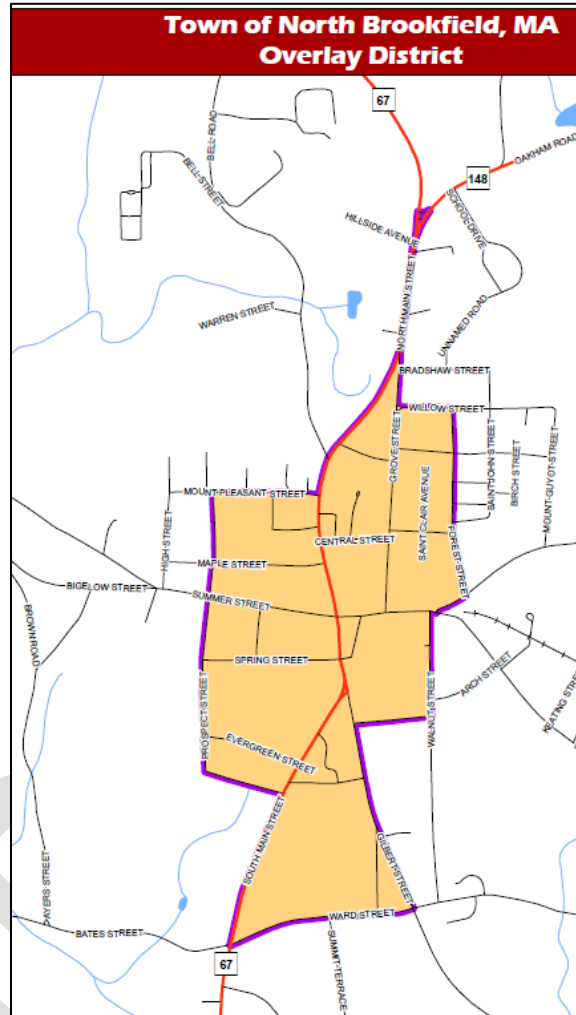 Town of North Brookfield, MA
Overlay District
67
BELL ROAD
OAKHAM ROAD
148
BELL STREET
SCHOOL DRIVE
HILLSIDE AVENUE
NORTH MAIN STREET
WARREN STREET
UNNAMED ROAD
BRADSHAW STREET
WILLOW STREET
GROVE STREET
SAINT JOHN STREET
BIRCH STREET
MOUNT GUYOT STREET
SAINT CLAIR AVENUE
MOUNT PLEASANT STREET
HIGH STREET
CENTRAL STREET
FOREST STREET
MAPLE STREET
BIGELOW STREET
SUMMER STREET
BROWN ROAD
SPRING STREET
ARCH STREET
WALNUT STREET
KEATING STREET
PROSPECT STREET
EVERGREEN STREET
SOUTH MAIN STREET
GILBERT STREET
AYERS STREET
WARD STREET
BATES STREET
SUMMIT TERRACE
67